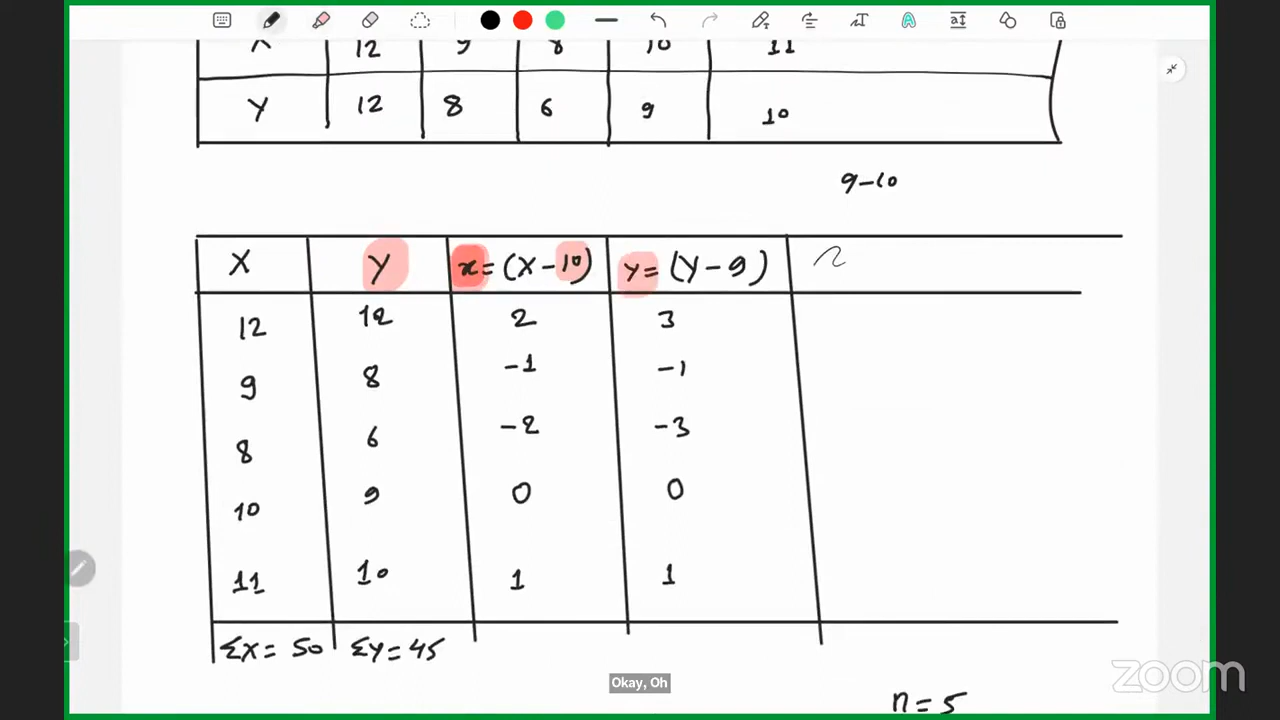 X 12 9 8 10 11
Y 12 8 6 9 10
9-10
X Y x = (X - 10) y = (Y - 9)
12 12 2 3
9 8 -1 -1
8 6 -2 -3
10 9 0 0
11 10 1 1
ΣX = 50 ΣY = 45
Okay, Oh
zoom
n = 5